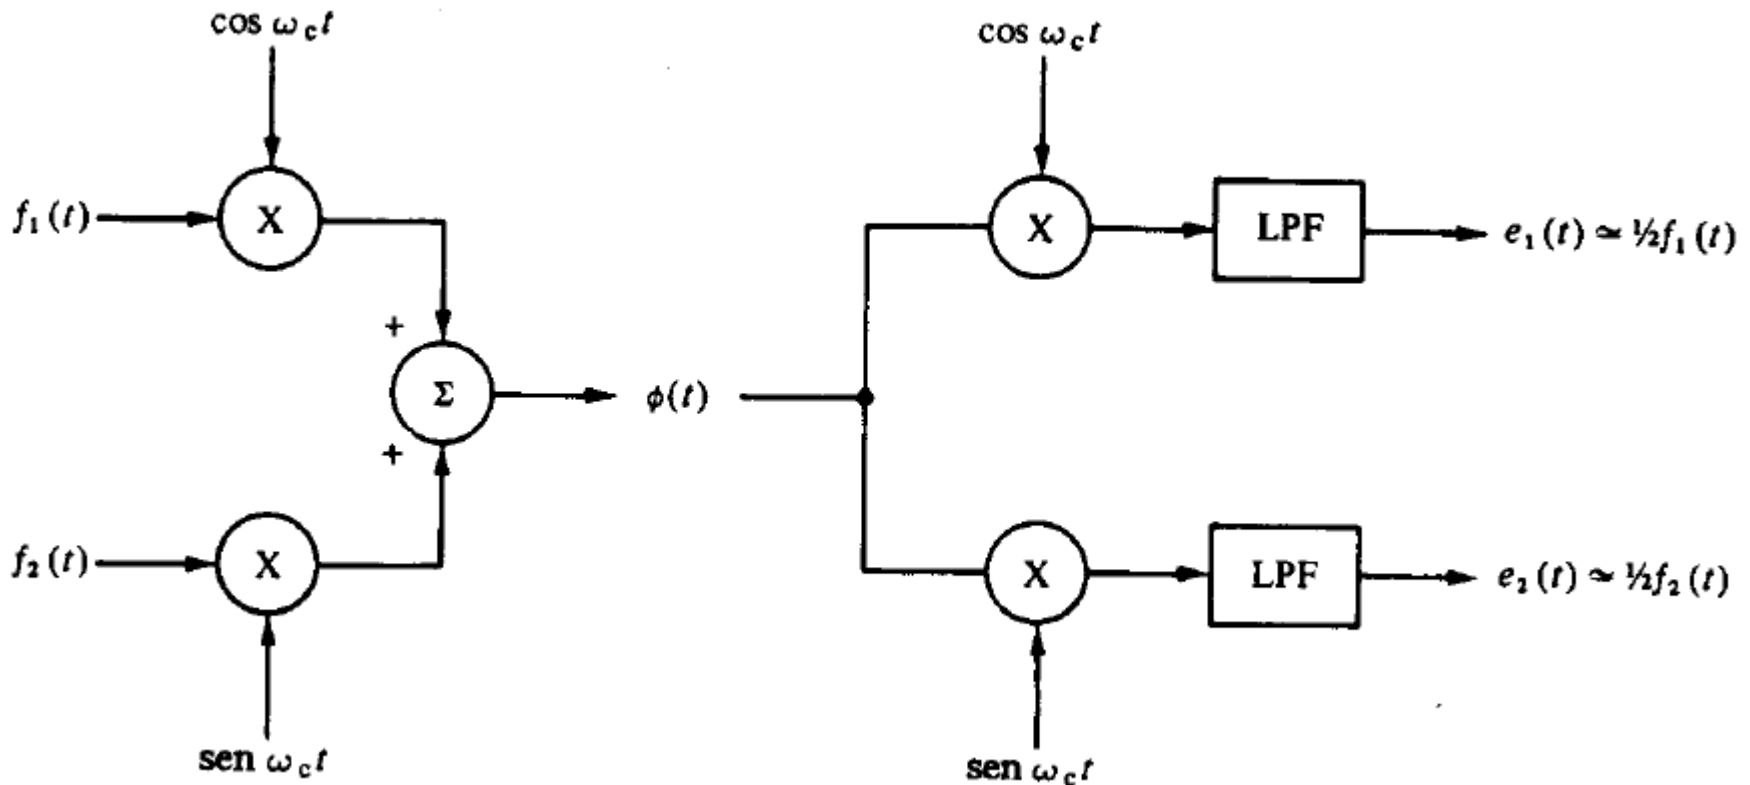 cos ω_c t
f₁(t)
X
+
Σ
+
f₂(t)
X
sen ω_c t
ϕ(t)
cos ω_c t
X
LPF
e₁(t) ≃ ½f₁(t)
X
LPF
e₂(t) ≃ ½f₂(t)
sen ω_c t